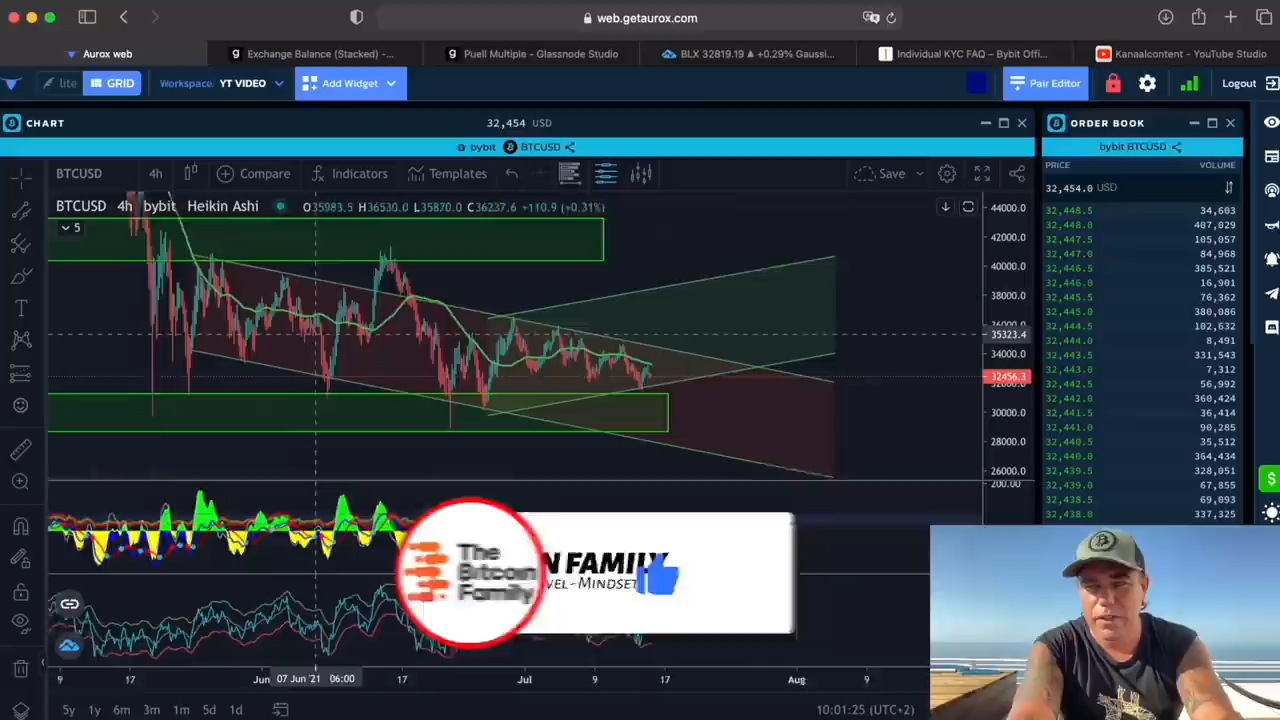 web.getaurox.com
Aurox web
Exchange Balance (Stacked) -...
Puell Multiple - Glassnode Studio
BLX 32819.19 ▲ +0.29% Gaussi...
Individual KYC FAQ – Bybit Offi...
Kanaalcontent - YouTube Studio
lite
GRID
Workspace: YT VIDEO
Add Widget
Pair Editor
Logout
CHART
32,454 USD
bybit BTCUSD
BTCUSD 4h Compare Indicators Templates Save
BTCUSD 4h bybit Heikin Ashi O35983.5 H36530.0 L35870.0 C36237.6 +110.9 (+0.31%)
5
44000.0
42000.0
40000.0
38000.0
36000.0
35323.4
34000.0
32456.3
32000.0
30000.0
28000.0
26000.0
200.00
The
Bitcoin
Family
N FAMILY
VEL-MINDSET
9 17 Jun 07 Jun '21 06:00 17 Jul 9 17 Aug 9
5y 1y 6m 3m 1m 5d 1d
10:01:25 (UTC+2)
ORDER BOOK
bybit BTCUSD
PRICE VOLUME
32,454.0 USD
32,448.5 34,603
32,448.0 407,029
32,447.5 105,057
32,447.0 84,968
32,446.5 385,521
32,446.0 16,901
32,445.5 76,362
32,445.0 380,086
32,444.5 102,632
32,444.0 8,491
32,443.5 331,543
32,443.0 7,312
32,442.5 56,992
32,442.0 360,424
32,441.5 36,414
32,441.0 90,285
32,440.5 35,512
32,440.0 364,434
32,439.5 328,051
32,439.0 67,855
32,438.5 69,093
32,438.0 337,325
$